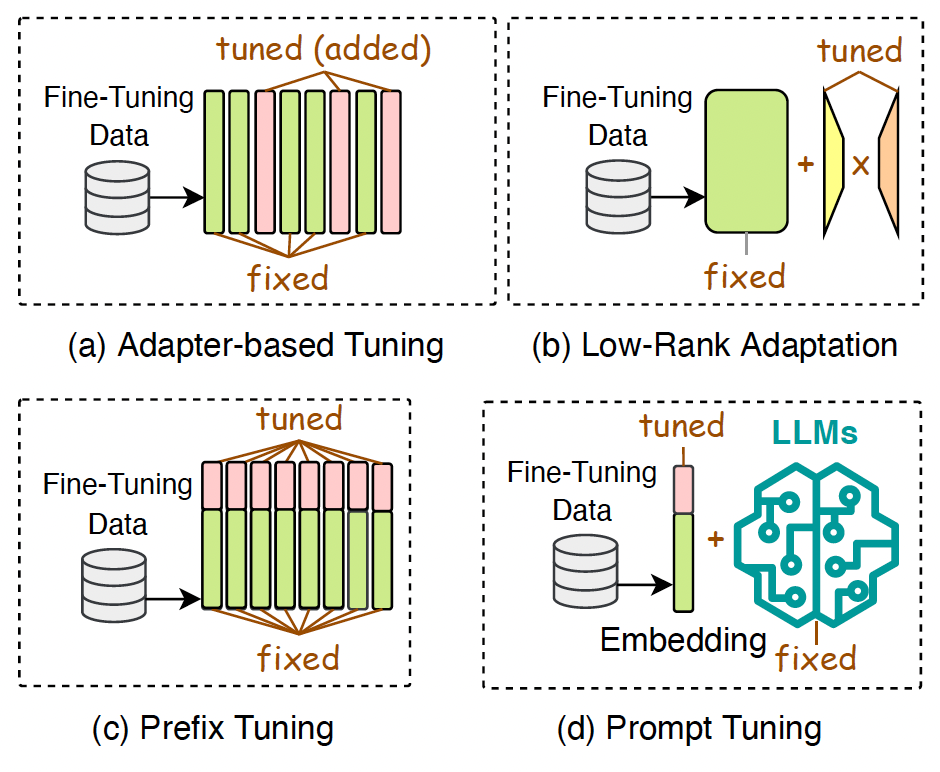 tuned (added)
Fine-Tuning
Data
fixed
(a) Adapter-based Tuning
tuned
Fine-Tuning
Data
+
x
fixed
(b) Low-Rank Adaptation
tuned
Fine-Tuning
Data
fixed
(c) Prefix Tuning
tuned
LLMs
Fine-Tuning
Data
+
Embedding
fixed
(d) Prompt Tuning